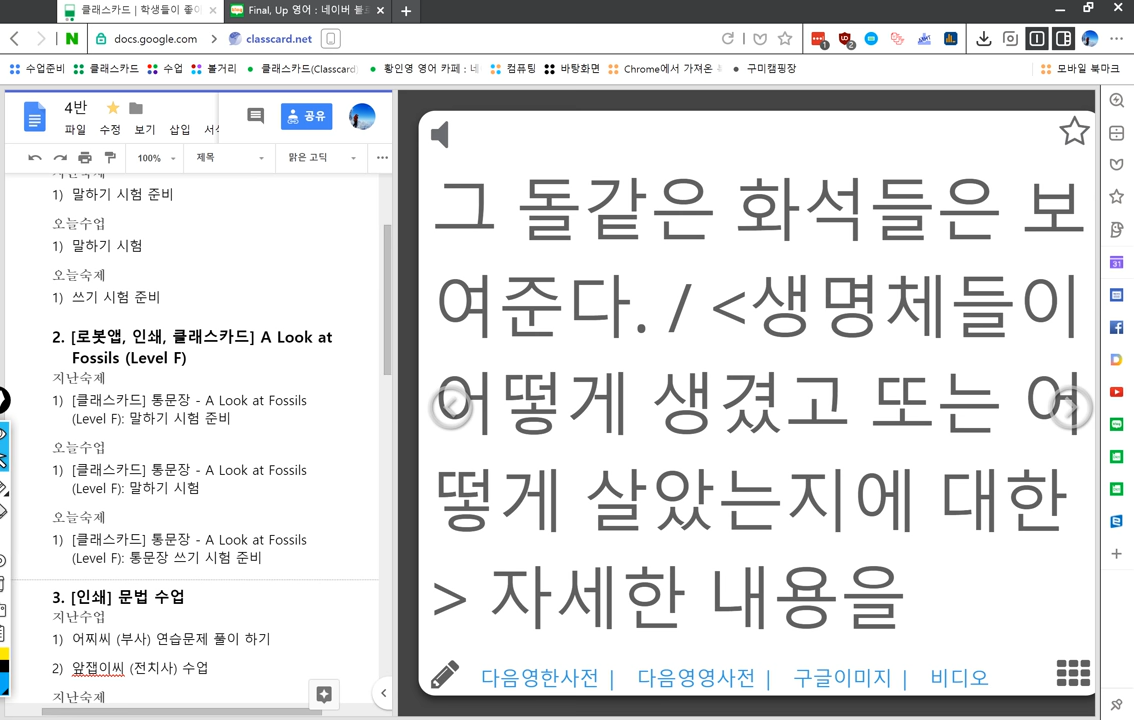 클래스카드 | 학생들이 좋아
Final, Up 영어 : 네이버 블로
docs.google.com
classcard.net
수업준비
클래스카드
수업
볼거리
클래스카드(Classcard
황인영 영어 카페 : 네
컴퓨팅
바탕화면
Chrome에서 가져온
구미캠핑장
모바일 북마크
4반
공유
파일 수정 보기 삽입 서식
100%
제목
맑은 고딕
지난숙제
1) 말하기 시험 준비
오늘수업
1) 말하기 시험
오늘숙제
1) 쓰기 시험 준비
2. [로봇앱, 인쇄, 클래스카드] A Look at
Fossils (Level F)
지난숙제
1) [클래스카드] 통문장 - A Look at Fossils
(Level F): 말하기 시험 준비
오늘수업
1) [클래스카드] 통문장 - A Look at Fossils
(Level F): 말하기 시험
오늘숙제
1) [클래스카드] 통문장 - A Look at Fossils
(Level F): 통문장 쓰기 시험 준비
3. [인쇄] 문법 수업
지난수업
1) 어찌씨 (부사) 연습문제 풀이 하기
2) 앞잽이씨 (전치사) 수업
지난숙제
그 돌같은 화석들은 보
여준다. / <생명체들이
어떻게 생겼고 또는 어
떻게 살았는지에 대한
> 자세한 내용을
다음영한사전 | 다음영영사전 | 구글이미지 | 비디오